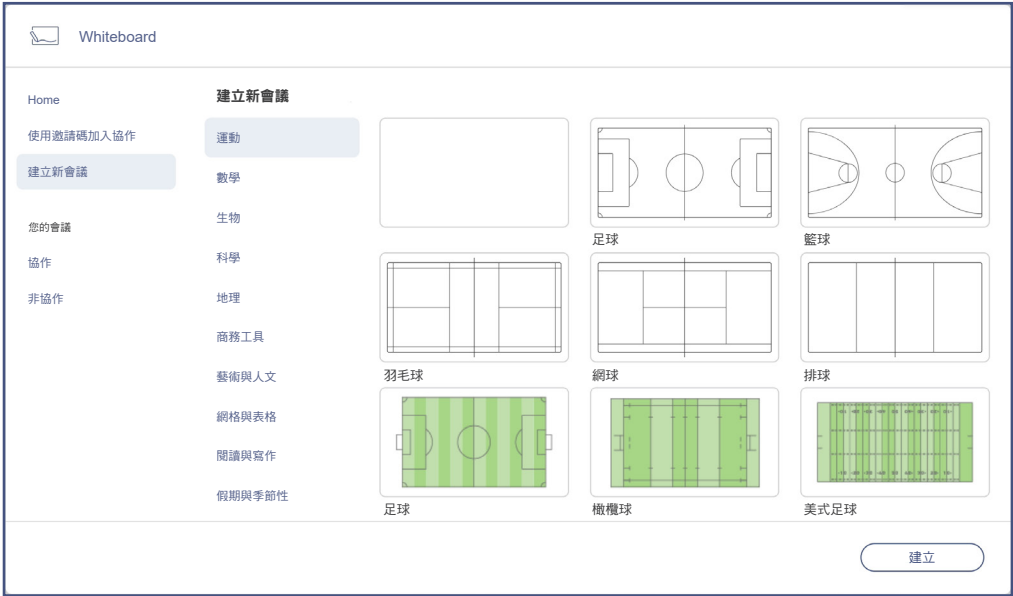 Whiteboard
Home
使用邀請碼加入協作
建立新會議
您的會議
協作
非協作
建立新會議
運動
數學
生物
科學
地理
商務工具
藝術與人文
網格與表格
閱讀與寫作
假期與季節性
足球
籃球
羽毛球
網球
排球
足球
橄欖球
美式足球
建立